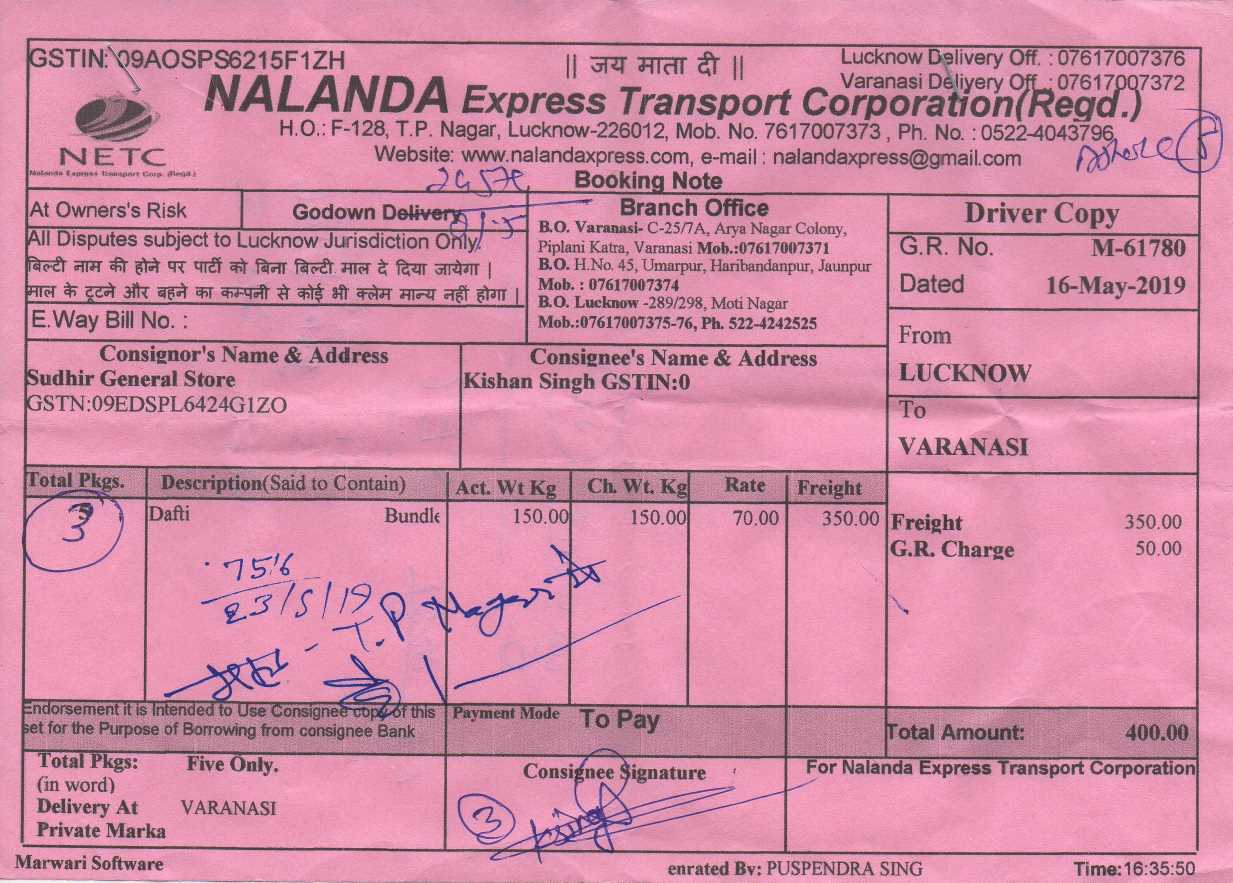 GSTIN: 09AOSPS6215F1ZH
|| जय माता दी ||
Lucknow Delivery Off. : 07617007376
Varanasi Delivery Off. : 07617007372
NALANDA Express Transport Corporation(Regd.)
H.O.: F-128, T.P. Nagar, Lucknow-226012, Mob. No. 7617007373 , Ph. No. : 0522-4043796
Website: www.nalandaxpress.com, e-mail : nalandaxpress@gmail.com
NETC
Nalanda Express Transport Corp. (Regd.)
5
Booking Note
At Owners's Risk
Godown Delivery
21.5
All Disputes subject to Lucknow Jurisdiction Only.
बिल्टी नाम की होने पर पार्टी को बिना बिल्टी माल दे दिया जायेगा |
माल के टूटने और बहने का कम्पनी से कोई भी क्लेम मान्य नहीं होगा |
E.Way Bill No. :
Branch Office
B.O. Varanasi- C-25/7A, Arya Nagar Colony,
Piplani Katra, Varanasi Mob.:07617007371
B.O. H.No. 45, Umarpur, Haribandanpur, Jaunpur
Mob. : 07617007374
B.O. Lucknow -289/298, Moti Nagar
Mob.:07617007375-76, Ph. 522-4242525
Driver Copy
G.R. No. M-61780
Dated 16-May-2019
From
LUCKNOW
To
VARANASI
Consignor's Name & Address
Sudhir General Store
GSTN:09EDSPL6424G1ZO
Consignee's Name & Address
Kishan Singh GSTIN:0
Total Pkgs. Description(Said to Contain) Act. Wt Kg Ch. Wt. Kg Rate Freight
5 Dafti Bundle 150.00 150.00 70.00 350.00
3
Freight 350.00
G.R. Charge 50.00
23/5/19
T.P Nagar
Endorsement it is Intended to Use Consignee copy of this
set for the Purpose of Borrowing from consignee Bank
Payment Mode To Pay
Total Amount: 400.00
Total Pkgs: Five Only.
(in word)
Delivery At VARANASI
Private Marka
Consignee Signature
3
For Nalanda Express Transport Corporation
Marwari Software
enrated By: PUSPENDRA SING
Time:16:35:50